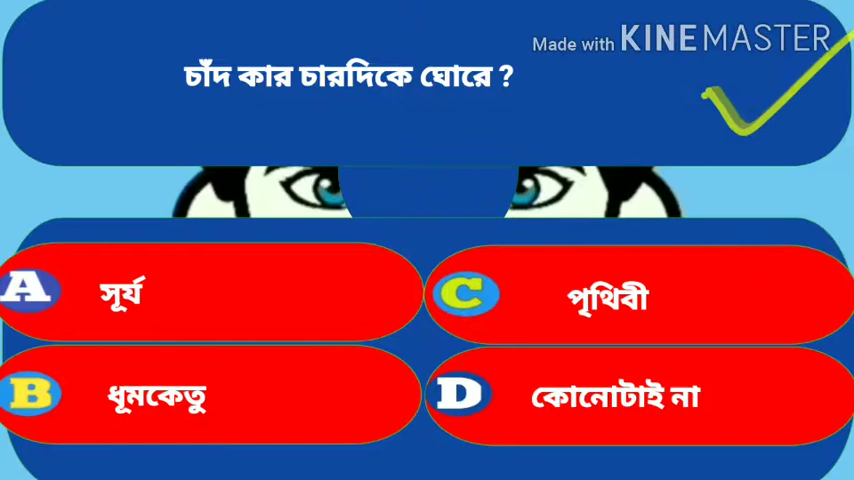 Made with KINEMASTER
চাঁদ কার চারদিকে ঘোরে ?
A সূর্য
B ধূমকেতু
C পৃথিবী
D কোনোটাই না